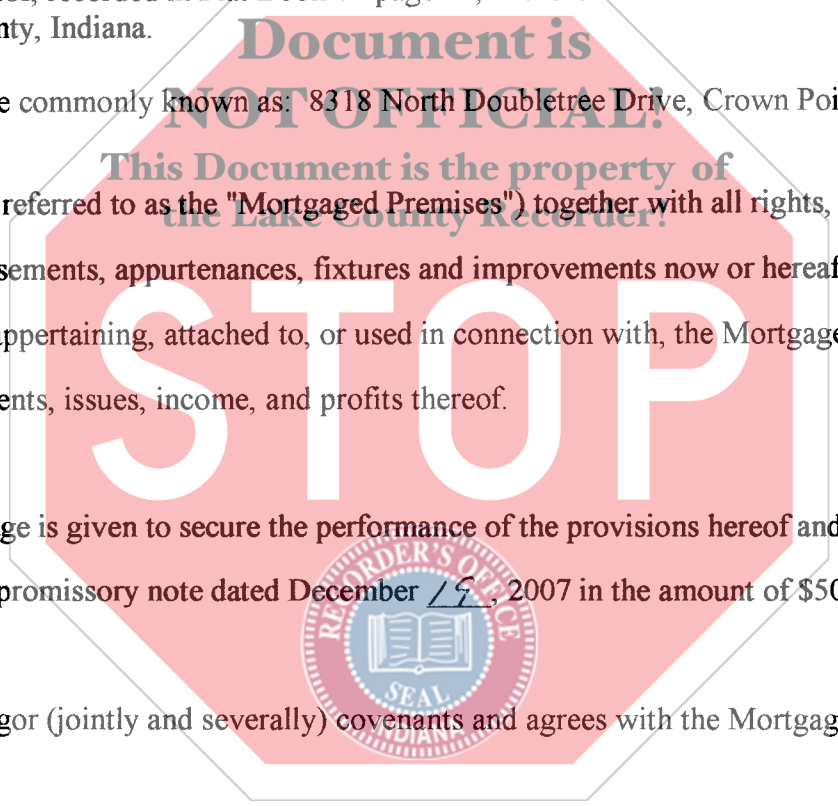 nty, Indiana.
Document is
e commonly known as: 8318 North Doubletree Drive, Crown Poi
NOT OFFICIAL!
This Document is the property of
referred to as the "Mortgaged Premises") together with all rights,
the Lake County Recorder!
sements, appurtenances, fixtures and improvements now or hereaf
appertaining, attached to, or used in connection with, the Mortgage
ents, issues, income, and profits thereof.
STOP
ge is given to secure the performance of the provisions hereof and
promissory note dated December 19, 2007 in the amount of $50
RECORDER'S OFFICE
SEAL
INDIANA
gor (jointly and severally) covenants and agrees with the Mortgag